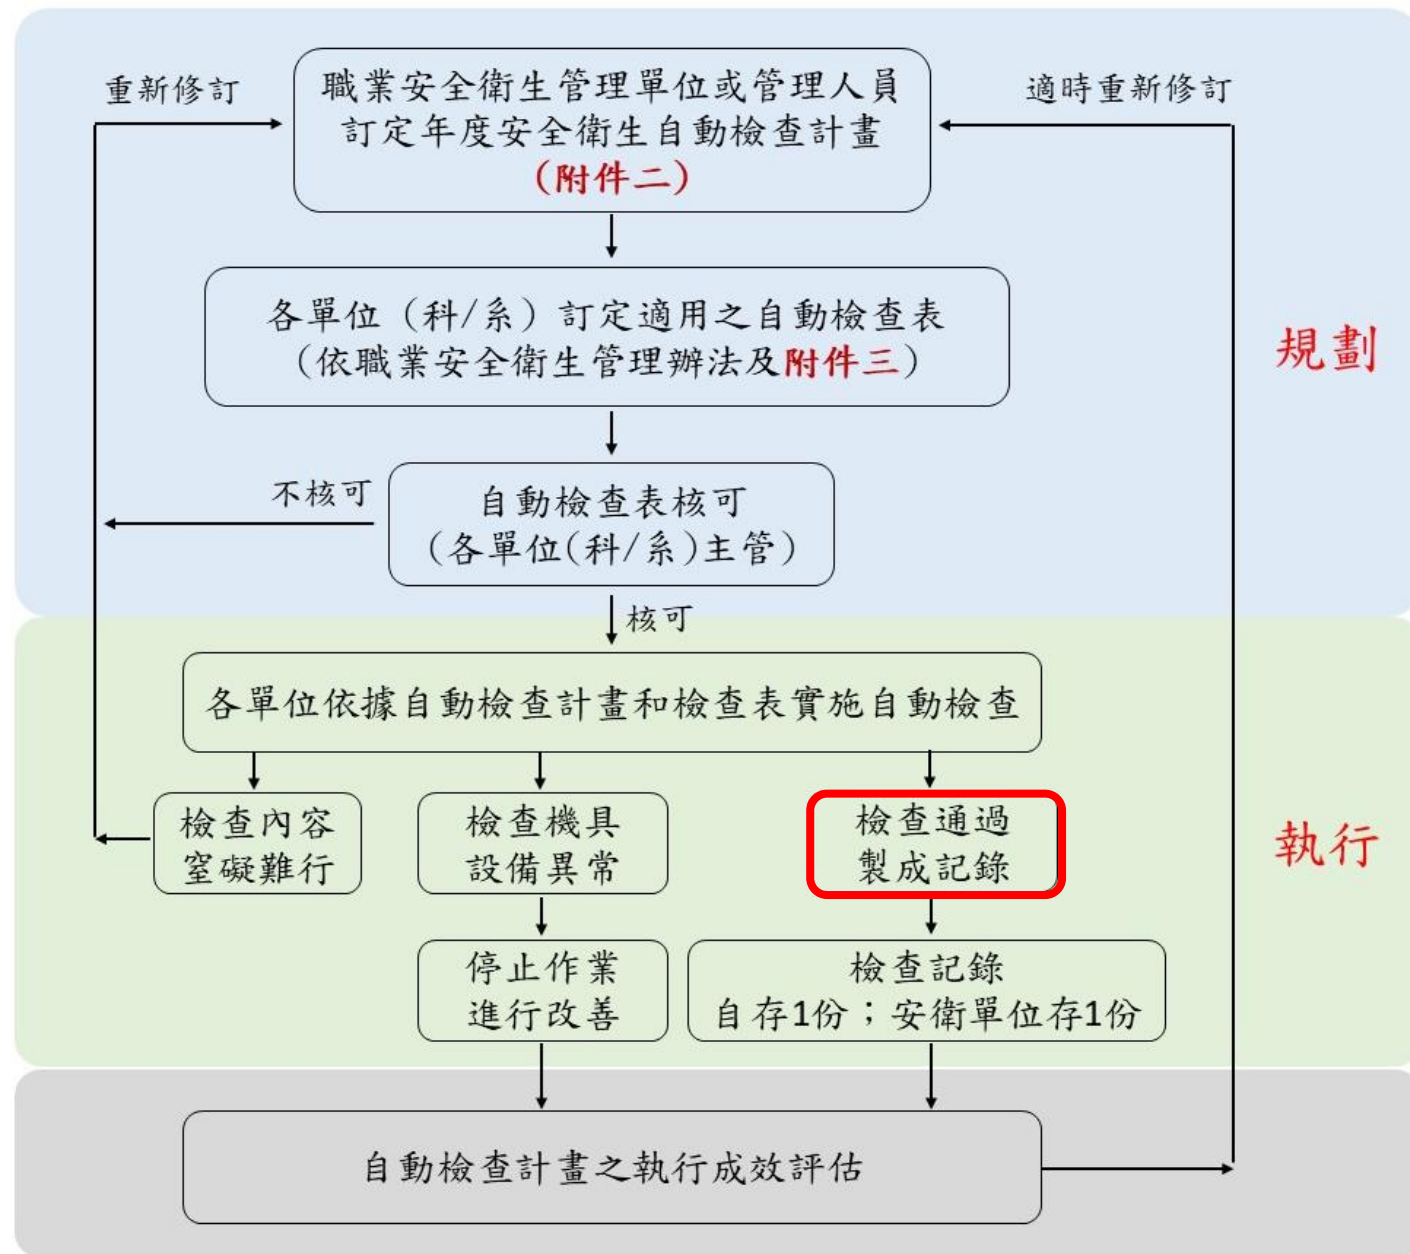 重新修訂
職業安全衛生管理單位或管理人員
訂定年度安全衛生自動檢查計畫
(附件二)
適時重新修訂
各單位（科/系）訂定適用之自動檢查表
(依職業安全衛生管理辦法及附件三)
規劃
不核可
自動檢查表核可
(各單位(科/系)主管)
核可
各單位依據自動檢查計畫和檢查表實施自動檢查
檢查內容
窒礙難行
檢查機具
設備異常
檢查通過
製成記錄
執行
停止作業
進行改善
檢查記錄
自存1份；安衛單位存1份
自動檢查計畫之執行成效評估